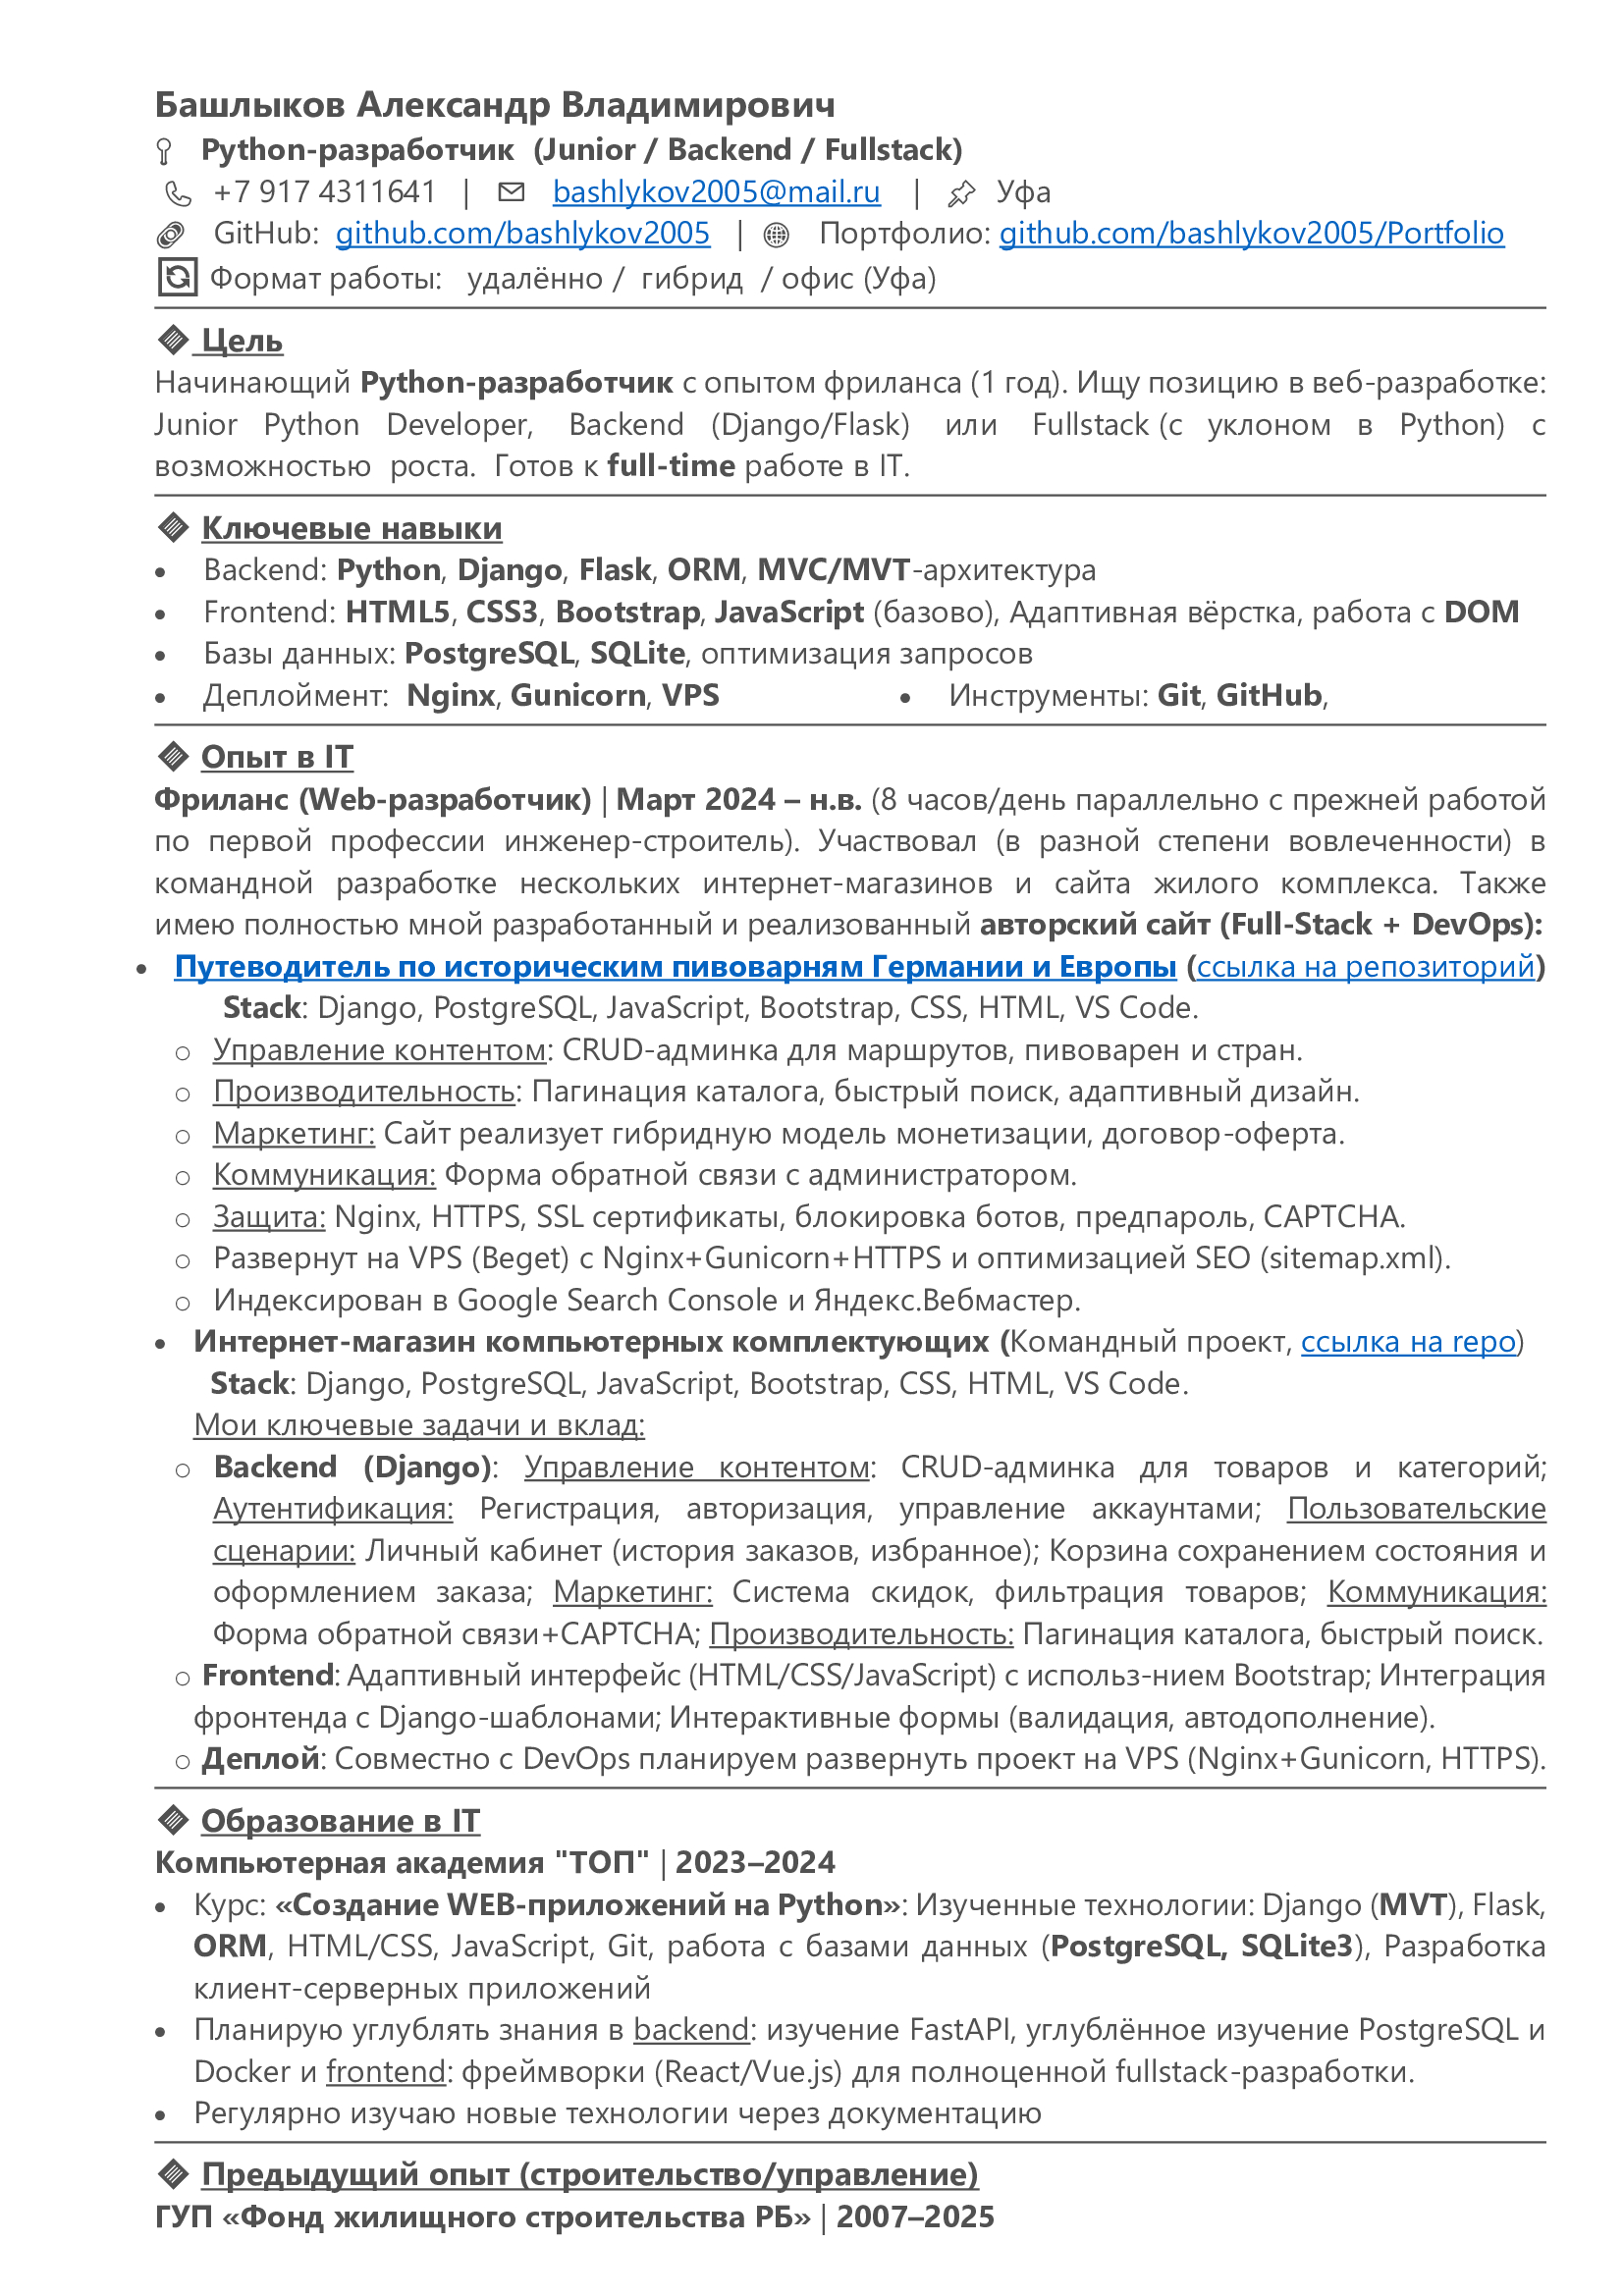 Башлыков Александр Владимирович
Python-разработчик (Junior / Backend / Fullstack)
+7 917 4311641 | bashlykov2005@mail.ru | Уфа
GitHub: github.com/bashlykov2005 | Портфолио: github.com/bashlykov2005/Portfolio
Формат работы: удалённо / гибрид / офис (Уфа)
Цель
Начинающий Python-разработчик с опытом фриланса (1 год). Ищу позицию в веб-разработке:
Junior Python Developer, Backend (Django/Flask) или Fullstack (с уклоном в Python) с
возможностью роста. Готов к full-time работе в IT.
Ключевые навыки
• Backend: Python, Django, Flask, ORM, MVC/MVT-архитектура
• Frontend: HTML5, CSS3, Bootstrap, JavaScript (базово), Адаптивная вёрстка, работа с DOM
• Базы данных: PostgreSQL, SQLite, оптимизация запросов
• Деплоймент: Nginx, Gunicorn, VPS • Инструменты: Git, GitHub,
Опыт в IT
Фриланс (Web-разработчик) | Март 2024 – н.в. (8 часов/день параллельно с прежней работой
по первой профессии инженер-строитель). Участвовал (в разной степени вовлеченности) в
командной разработке нескольких интернет-магазинов и сайта жилого комплекса. Также
имею полностью мной разработанный и реализованный авторский сайт (Full-Stack + DevOps):
• Путеводитель по историческим пивоварням Германии и Европы (ссылка на репозиторий)
Stack: Django, PostgreSQL, JavaScript, Bootstrap, CSS, HTML, VS Code.
○ Управление контентом: CRUD-админка для маршрутов, пивоварен и стран.
○ Производительность: Пагинация каталога, быстрый поиск, адаптивный дизайн.
○ Маркетинг: Сайт реализует гибридную модель монетизации, договор-оферта.
○ Коммуникация: Форма обратной связи с администратором.
○ Защита: Nginx, HTTPS, SSL сертификаты, блокировка ботов, предпароль, CAPTCHA.
○ Развернут на VPS (Beget) с Nginx+Gunicorn+HTTPS и оптимизацией SEO (sitemap.xml).
○ Индексирован в Google Search Console и Яндекс.Вебмастер.
• Интернет-магазин компьютерных комплектующих (Командный проект, ссылка на repo)
Stack: Django, PostgreSQL, JavaScript, Bootstrap, CSS, HTML, VS Code.
Мои ключевые задачи и вклад:
○ Backend (Django): Управление контентом: CRUD-админка для товаров и категорий;
Аутентификация: Регистрация, авторизация, управление аккаунтами; Пользовательские
сценарии: Личный кабинет (история заказов, избранное); Корзина сохранением состояния и
оформлением заказа; Маркетинг: Система скидок, фильтрация товаров; Коммуникация:
Форма обратной связи+CAPTCHA; Производительность: Пагинация каталога, быстрый поиск.
○ Frontend: Адаптивный интерфейс (HTML/CSS/JavaScript) с использ-нием Bootstrap; Интеграция
фронтенда с Django-шаблонами; Интерактивные формы (валидация, автодополнение).
○ Деплой: Совместно с DevOps планируем развернуть проект на VPS (Nginx+Gunicorn, HTTPS).
Образование в IT
Компьютерная академия "ТОП" | 2023–2024
• Курс: «Создание WEB-приложений на Python»: Изученные технологии: Django (MVT), Flask,
ORM, HTML/CSS, JavaScript, Git, работа с базами данных (PostgreSQL, SQLite3), Разработка
клиент-серверных приложений
• Планирую углублять знания в backend: изучение FastAPI, углублённое изучение PostgreSQL и
Docker и frontend: фреймворки (React/Vue.js) для полноценной fullstack-разработки.
• Регулярно изучаю новые технологии через документацию
Предыдущий опыт (строительство/управление)
ГУП «Фонд жилищного строительства РБ» | 2007–2025